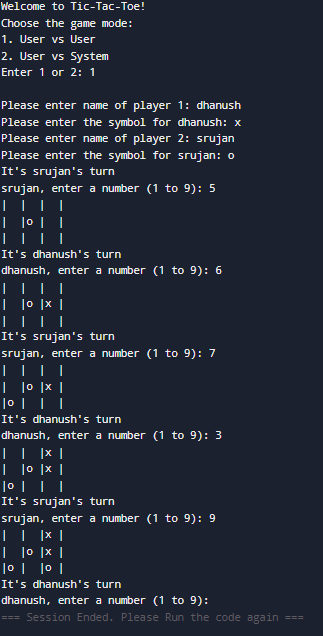 Welcome to Tic-Tac-Toe!
Choose the game mode:
1. User vs User
2. User vs System
Enter 1 or 2: 1

Please enter name of player 1: dhanush
Please enter the symbol for dhanush: x
Please enter name of player 2: srujan
Please enter the symbol for srujan: o
It's srujan's turn
srujan, enter a number (1 to 9): 5
|  |  |  |
|  |o |  |
|  |  |  |
It's dhanush's turn
dhanush, enter a number (1 to 9): 6
|  |  |  |
|  |o |x |
|  |  |  |
It's srujan's turn
srujan, enter a number (1 to 9): 7
|  |  |  |
|  |o |x |
|o |  |  |
It's dhanush's turn
dhanush, enter a number (1 to 9): 3
|  |  |x |
|  |o |x |
|o |  |  |
It's srujan's turn
srujan, enter a number (1 to 9): 9
|  |  |x |
|  |o |x |
|o |  |o |
It's dhanush's turn
dhanush, enter a number (1 to 9):
=== Session Ended. Please Run the code again ===